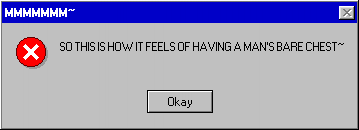 MMMMMMM~
SO THIS IS HOW IT FEELS OF HAVING A MAN'S BARE CHEST~
Okay